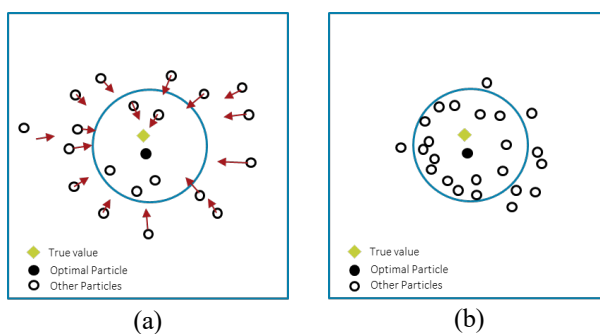 True value
Optimal Particle
Other Particles
(a)
True value
Optimal Particle
Other Particles
(b)